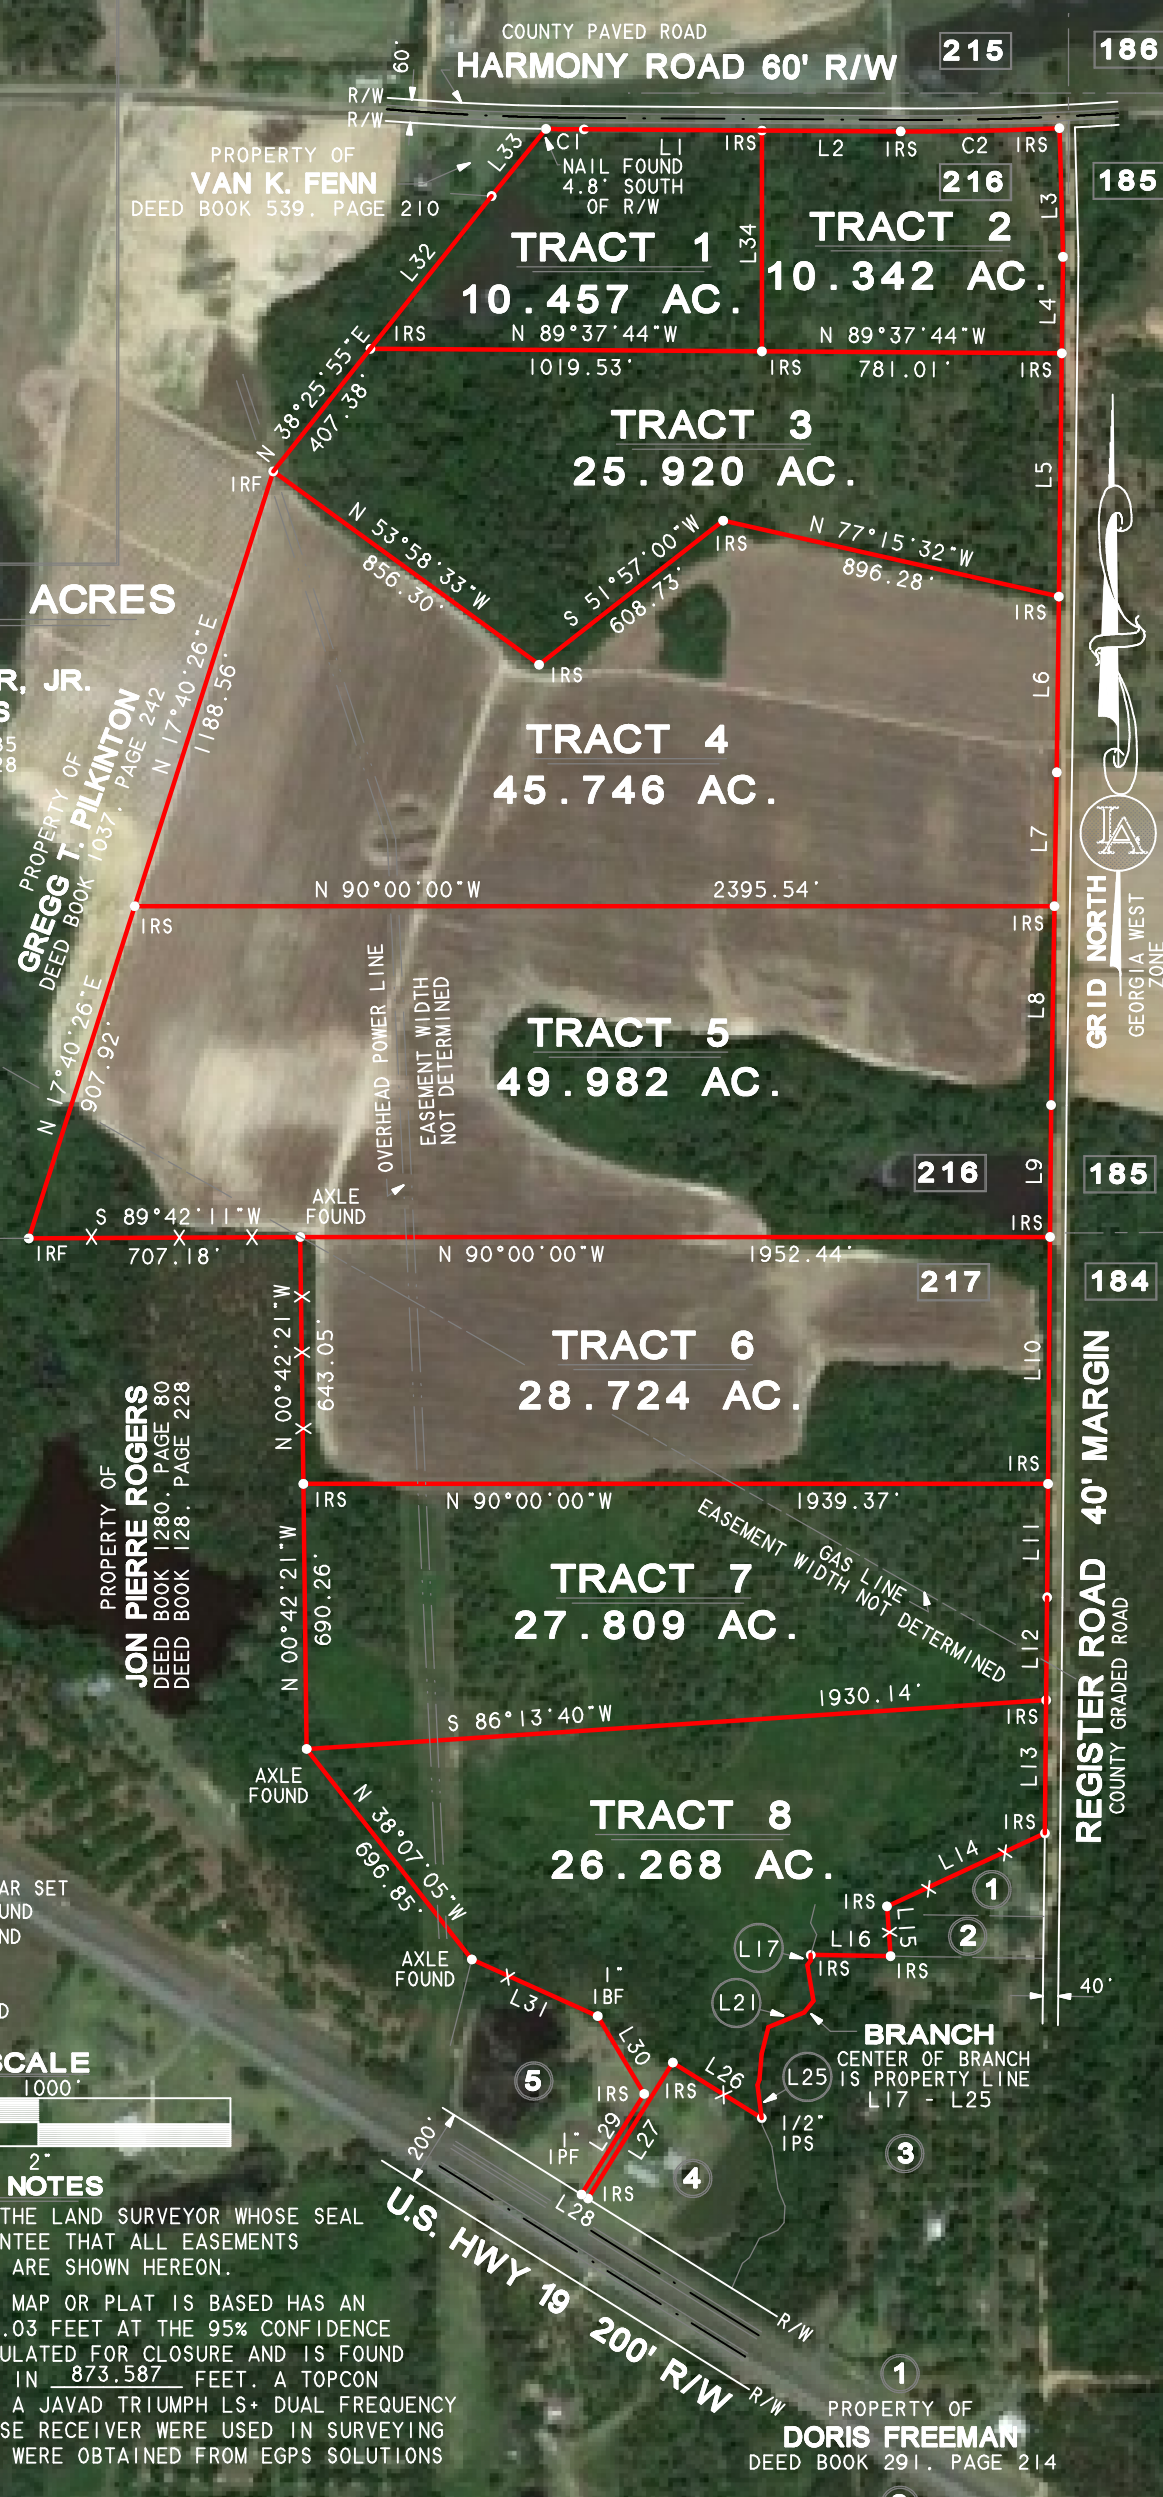 COUNTY PAVED ROAD
HARMONY ROAD 60' R/W
215
186
60'
R/W
R/W
L33
C1
L1
IRS
L2
IRS
C2
IRS
PROPERTY OF
VAN K. FENN
DEED BOOK 539, PAGE 210
NAIL FOUND
4.8' SOUTH
OF R/W
216
185
L3
L32
TRACT 1
10.457 AC.
L34
TRACT 2
10.342 AC.
L4
IRS
N 89°37'44"W
1019.53'
N 89°37'44"W
781.01'
IRS
IRS
N 38°25'55"E
407.38'
TRACT 3
25.920 AC.
L5
IRF
N 53°58'33"W
856.30'
S 51°57'00"W
608.73'
IRS
N 77°15'32"W
896.28'
IRS
IRS
ACRES
R, JR.
S
35
28
N 17°40'26"E
1188.56'
PROPERTY OF
GREGG T. PILKINTON
DEED BOOK 1037, PAGE 242
L6
TRACT 4
45.746 AC.
L7
LA
GRID NORTH
GEORGIA WEST
ZONE
N 90°00'00"W
2395.54'
IRS
IRS
N 17°40'26"E
907.92'
OVERHEAD POWER LINE
EASEMENT WIDTH
NOT DETERMINED
L8
TRACT 5
49.982 AC.
216
185
L9
AXLE
FOUND
S 89°42'11"W
707.18'
IRF
IRS
N 90°00'00"W
1952.44'
217
184
N 00°42'21"W
643.05'
TRACT 6
28.724 AC.
L10
PROPERTY OF
JON PIERRE ROGERS
DEED BOOK 1280, PAGE 80
DEED BOOK 128, PAGE 228
REGISTER ROAD 40' MARGIN
COUNTY GRADED ROAD
IRS
IRS
N 90°00'00"W
1939.37'
GAS LINE
EASEMENT WIDTH NOT DETERMINED
L11
N 00°42'21"W
690.26'
TRACT 7
27.809 AC.
L12
S 86°13'40"W
1930.14'
IRS
AXLE
FOUND
L13
N 38°07'05"W
696.85'
TRACT 8
26.268 AC.
IRS
L14
1
IRS
L15
2
L17
L16
IRS
IRS
AXLE
FOUND
L31
1"
IBF
40'
L21
BRANCH
CENTER OF BRANCH
IS PROPERTY LINE
L17 - L25
L30
L26
L25
5
IRS
IRS
1/2"
IPS
L29
L27
1"
IPF
3
4
IRS
L28
200'
U.S. HWY 19 200' R/W
R/W
R/W
AR SET
UND
ND
D
SCALE
1000'
2"
NOTES
THE LAND SURVEYOR WHOSE SEAL
NTEE THAT ALL EASEMENTS
ARE SHOWN HEREON.
MAP OR PLAT IS BASED HAS AN
.03 FEET AT THE 95% CONFIDENCE
ULATED FOR CLOSURE AND IS FOUND
IN 873,587 FEET. A TOPCON
A JAVAD TRIUMPH LS+ DUAL FREQUENCY
SE RECEIVER WERE USED IN SURVEYING
WERE OBTAINED FROM EGPS SOLUTIONS
1
PROPERTY OF
DORIS FREEMAN
DEED BOOK 291, PAGE 214